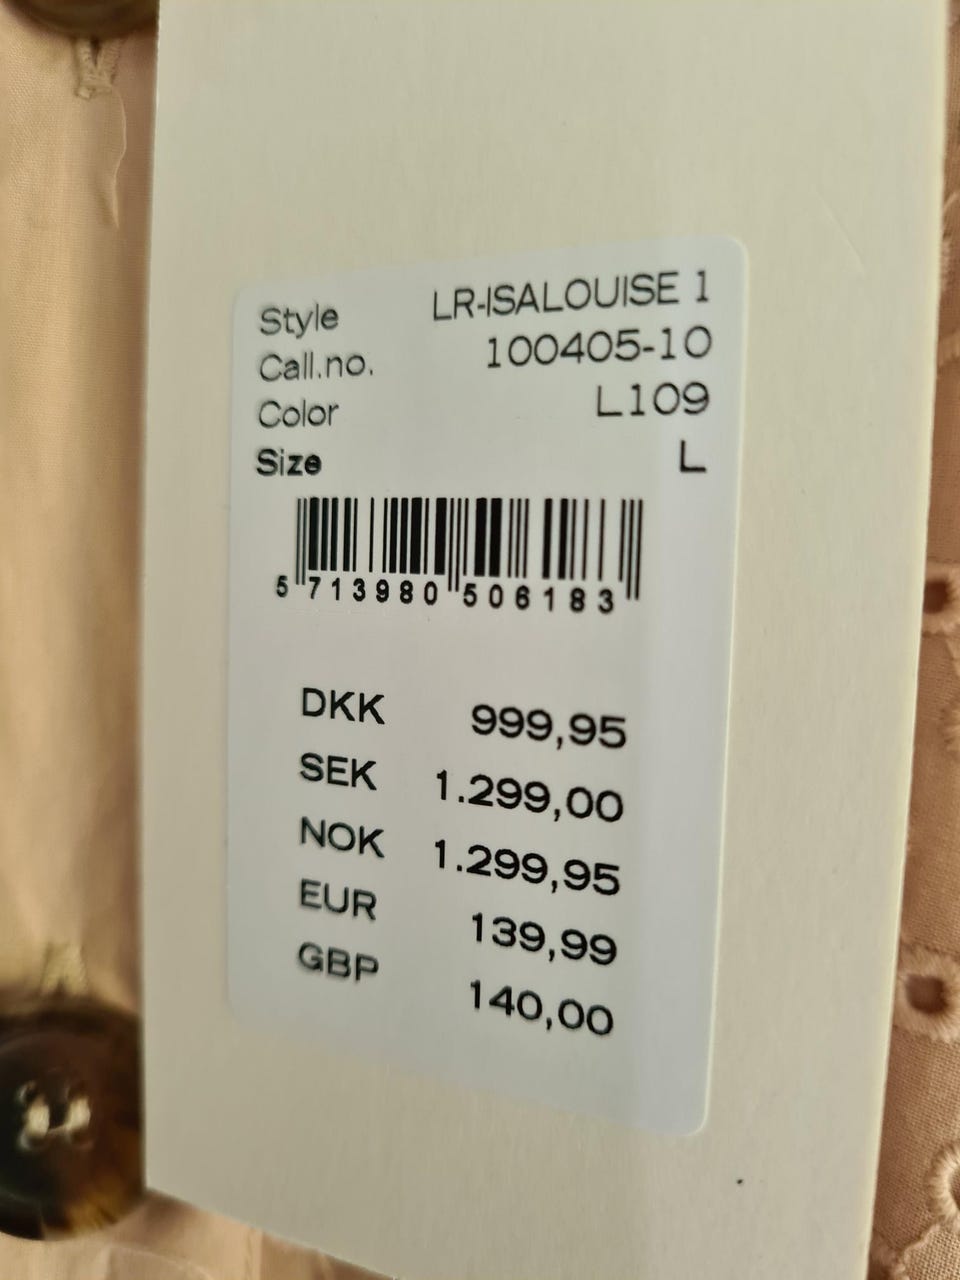 Style LR-ISALOUISE 1
Call.no. 100405-10
Color L109
Size L
5 713980 506183
DKK 999,95
SEK 1.299,00
NOK 1.299,95
EUR 139,99
GBP 140,00